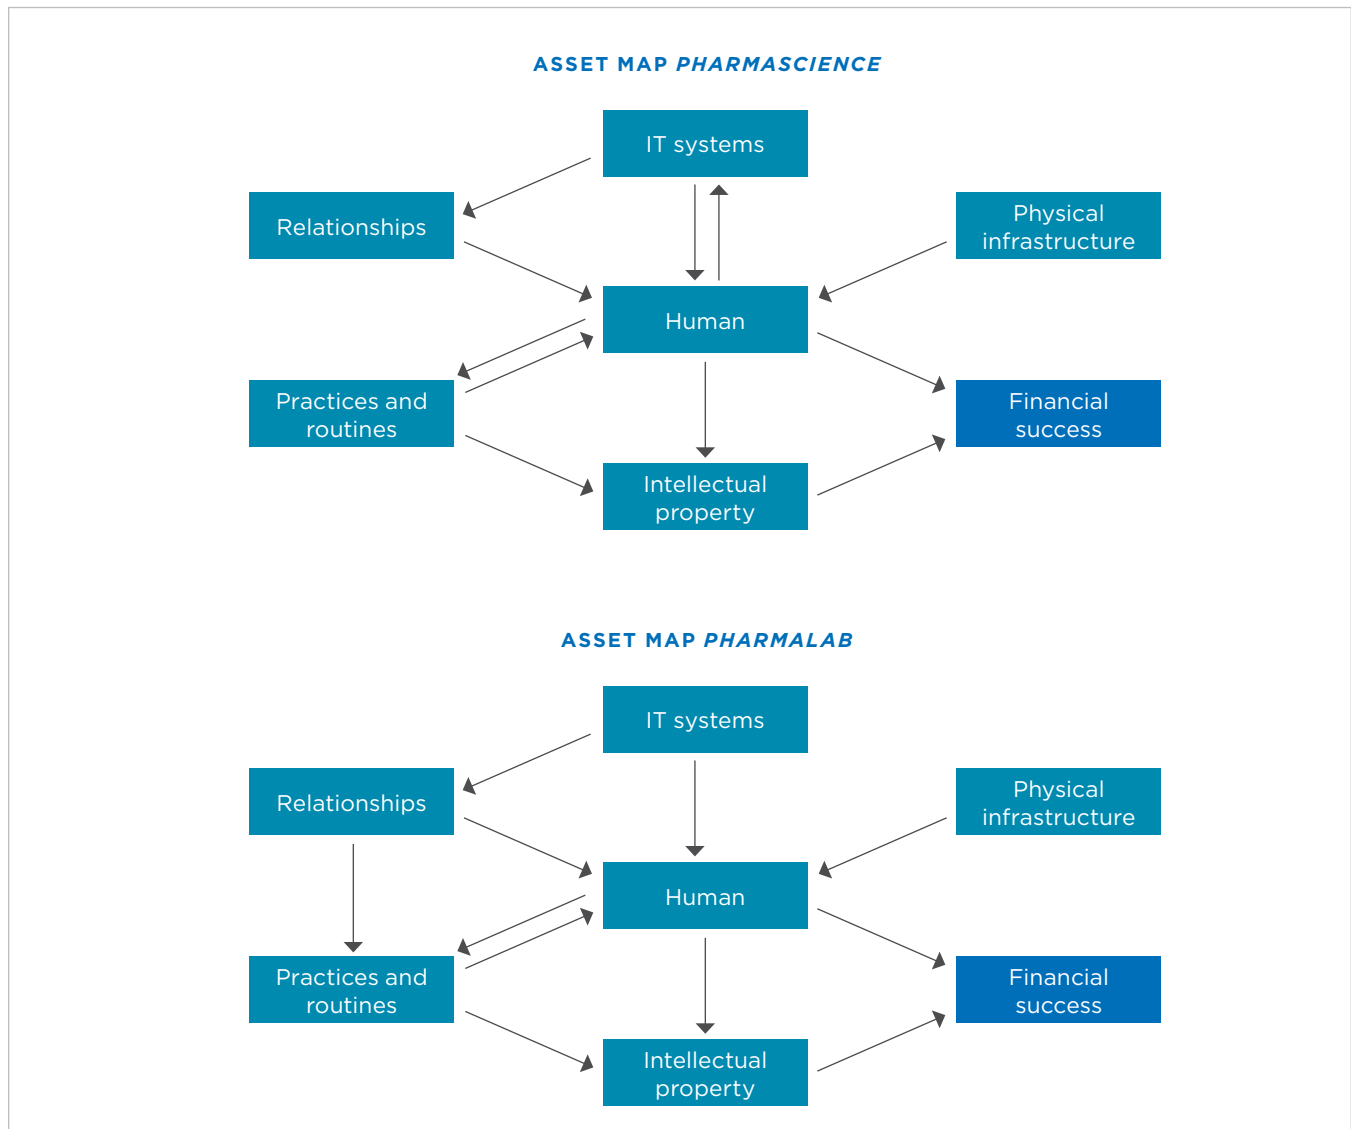 ASSET MAP PHARMASCIENCE
IT systems
Relationships
Physical
infrastructure
Human
Practices and
routines
Financial
success
Intellectual
property
ASSET MAP PHARMALAB
IT systems
Relationships
Physical
infrastructure
Human
Practices and
routines
Financial
success
Intellectual
property